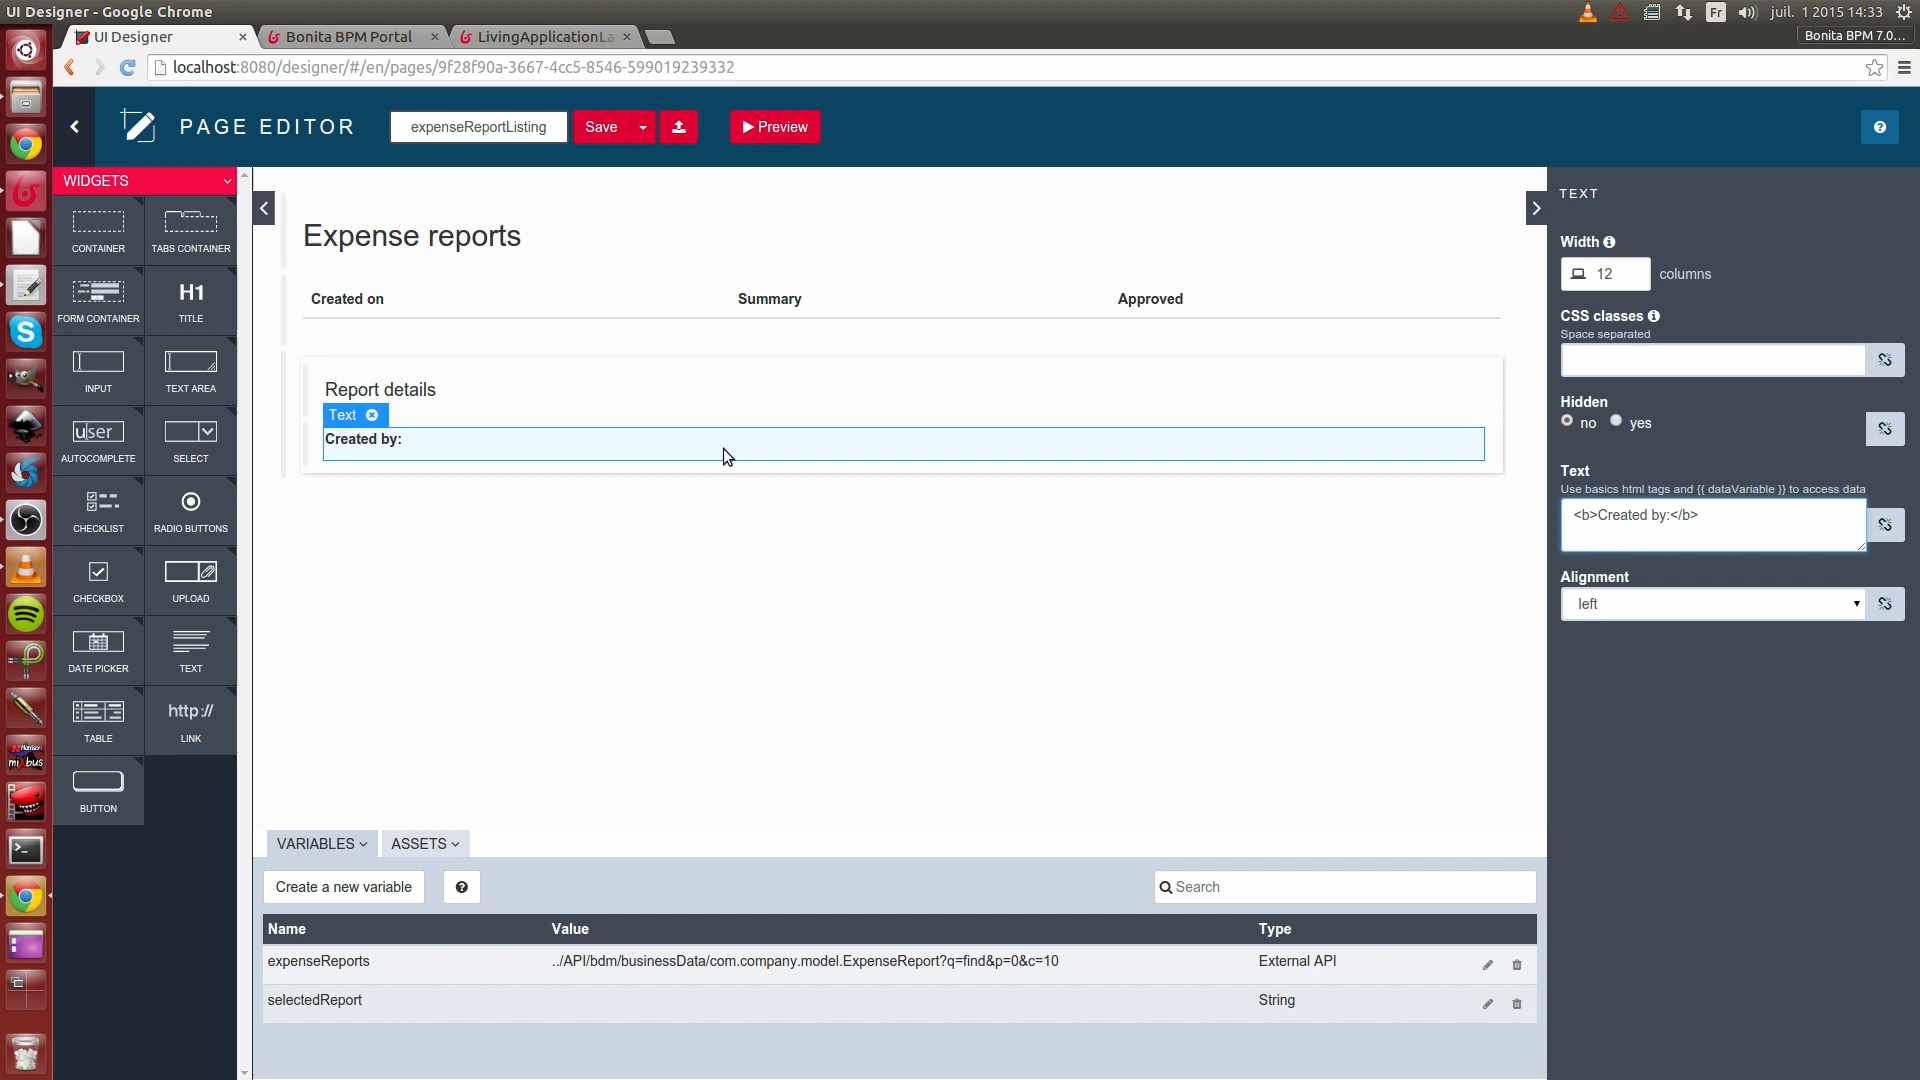 UI Designer - Google Chrome
Fr
juil. 1 2015 14:33
UI Designer
Bonita BPM Portal
LivingApplicationLa
Bonita BPM 7.0...
localhost:8080/designer/#/en/pages/9f28f90a-3667-4cc5-8546-599019239332
PAGE EDITOR
expenseReportListing
Save
Preview
WIDGETS
CONTAINER
TABS CONTAINER
FORM CONTAINER
H1
TITLE
INPUT
TEXT AREA
user
AUTOCOMPLETE
SELECT
CHECKLIST
RADIO BUTTONS
CHECKBOX
UPLOAD
DATE PICKER
TEXT
TABLE
http://
LINK
BUTTON
Expense reports
Created on
Summary
Approved
Report details
Text
Created by:
TEXT
Width
12
columns
CSS classes
Space separated
Hidden
no
yes
Text
Use basics html tags and {{ dataVariable }} to access data
<b>Created by:</b>
Alignment
left
VARIABLES
ASSETS
Create a new variable
Search
Name
Value
Type
expenseReports
../API/bdm/businessData/com.company.model.ExpenseReport?q=find&p=0&c=10
External API
selectedReport
String